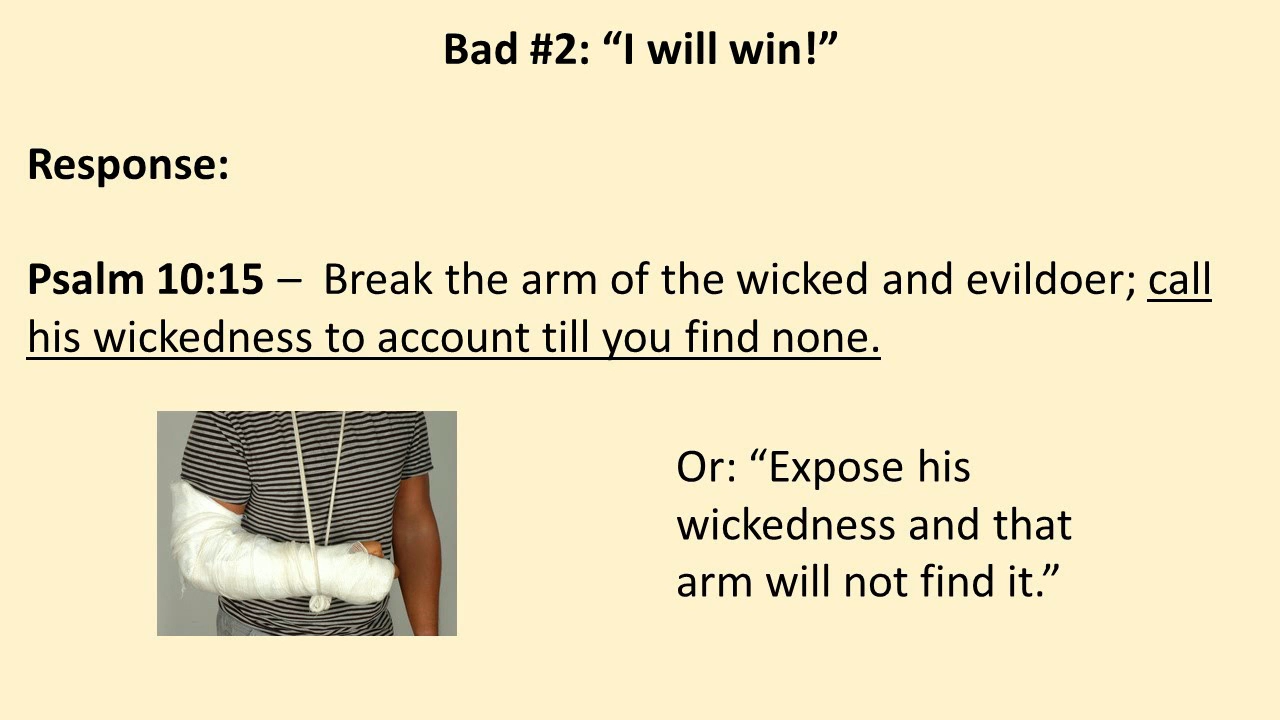 Bad #2: “I will win!”
Response:
Psalm 10:15 –  Break the arm of the wicked and evildoer; call
his wickedness to account till you find none.
Or: “Expose his
wickedness and that
arm will not find it.”